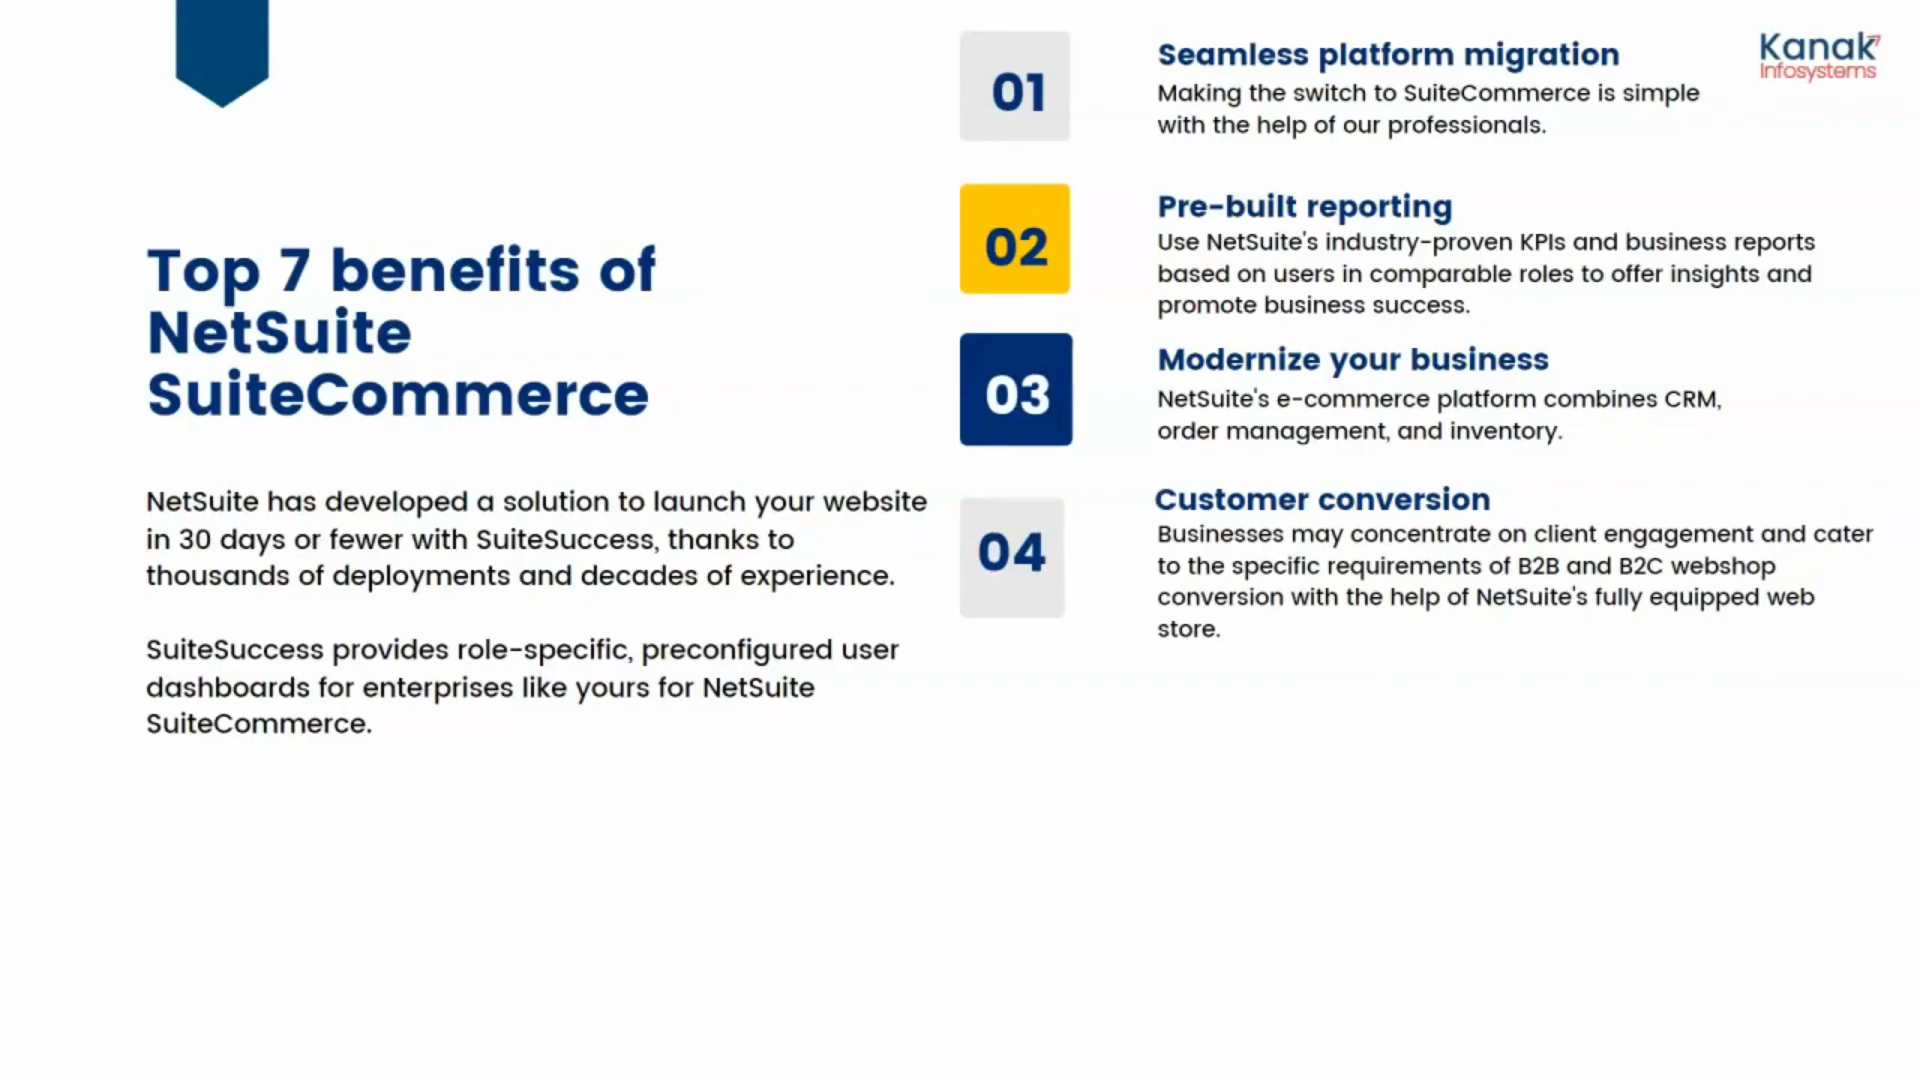 Top 7 benefits of
NetSuite
SuiteCommerce
NetSuite has developed a solution to launch your website
in 30 days or fewer with SuiteSuccess, thanks to
thousands of deployments and decades of experience.
SuiteSuccess provides role-specific, preconfigured user
dashboards for enterprises like yours for NetSuite
SuiteCommerce.
01
Seamless platform migration
Making the switch to SuiteCommerce is simple
with the help of our professionals.
02
Pre-built reporting
Use NetSuite's industry-proven KPIs and business reports
based on users in comparable roles to offer insights and
promote business success.
03
Modernize your business
NetSuite's e-commerce platform combines CRM,
order management, and inventory.
04
Customer conversion
Businesses may concentrate on client engagement and cater
to the specific requirements of B2B and B2C webshop
conversion with the help of NetSuite's fully equipped web
store.
Kanak
Infosystems